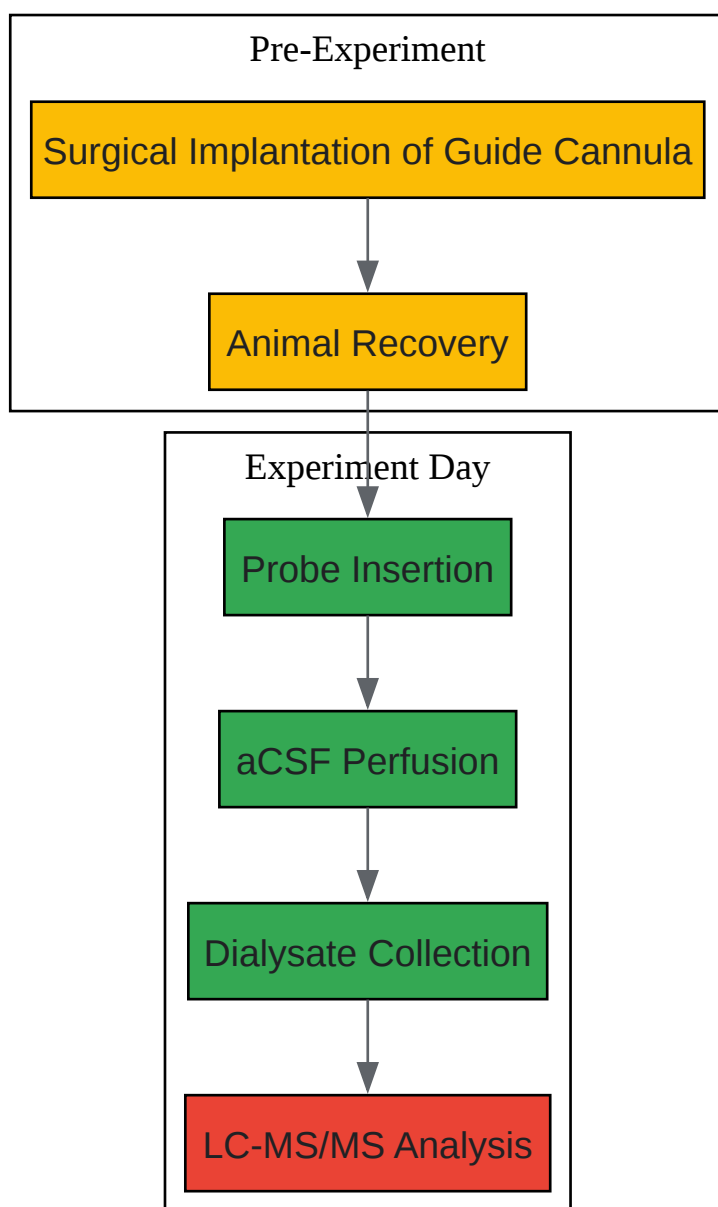 Pre-Experiment
Surgical Implantation of Guide Cannula
Animal Recovery
Experiment Day
Probe Insertion
aCSF Perfusion
Dialysate Collection
LC-MS/MS Analysis